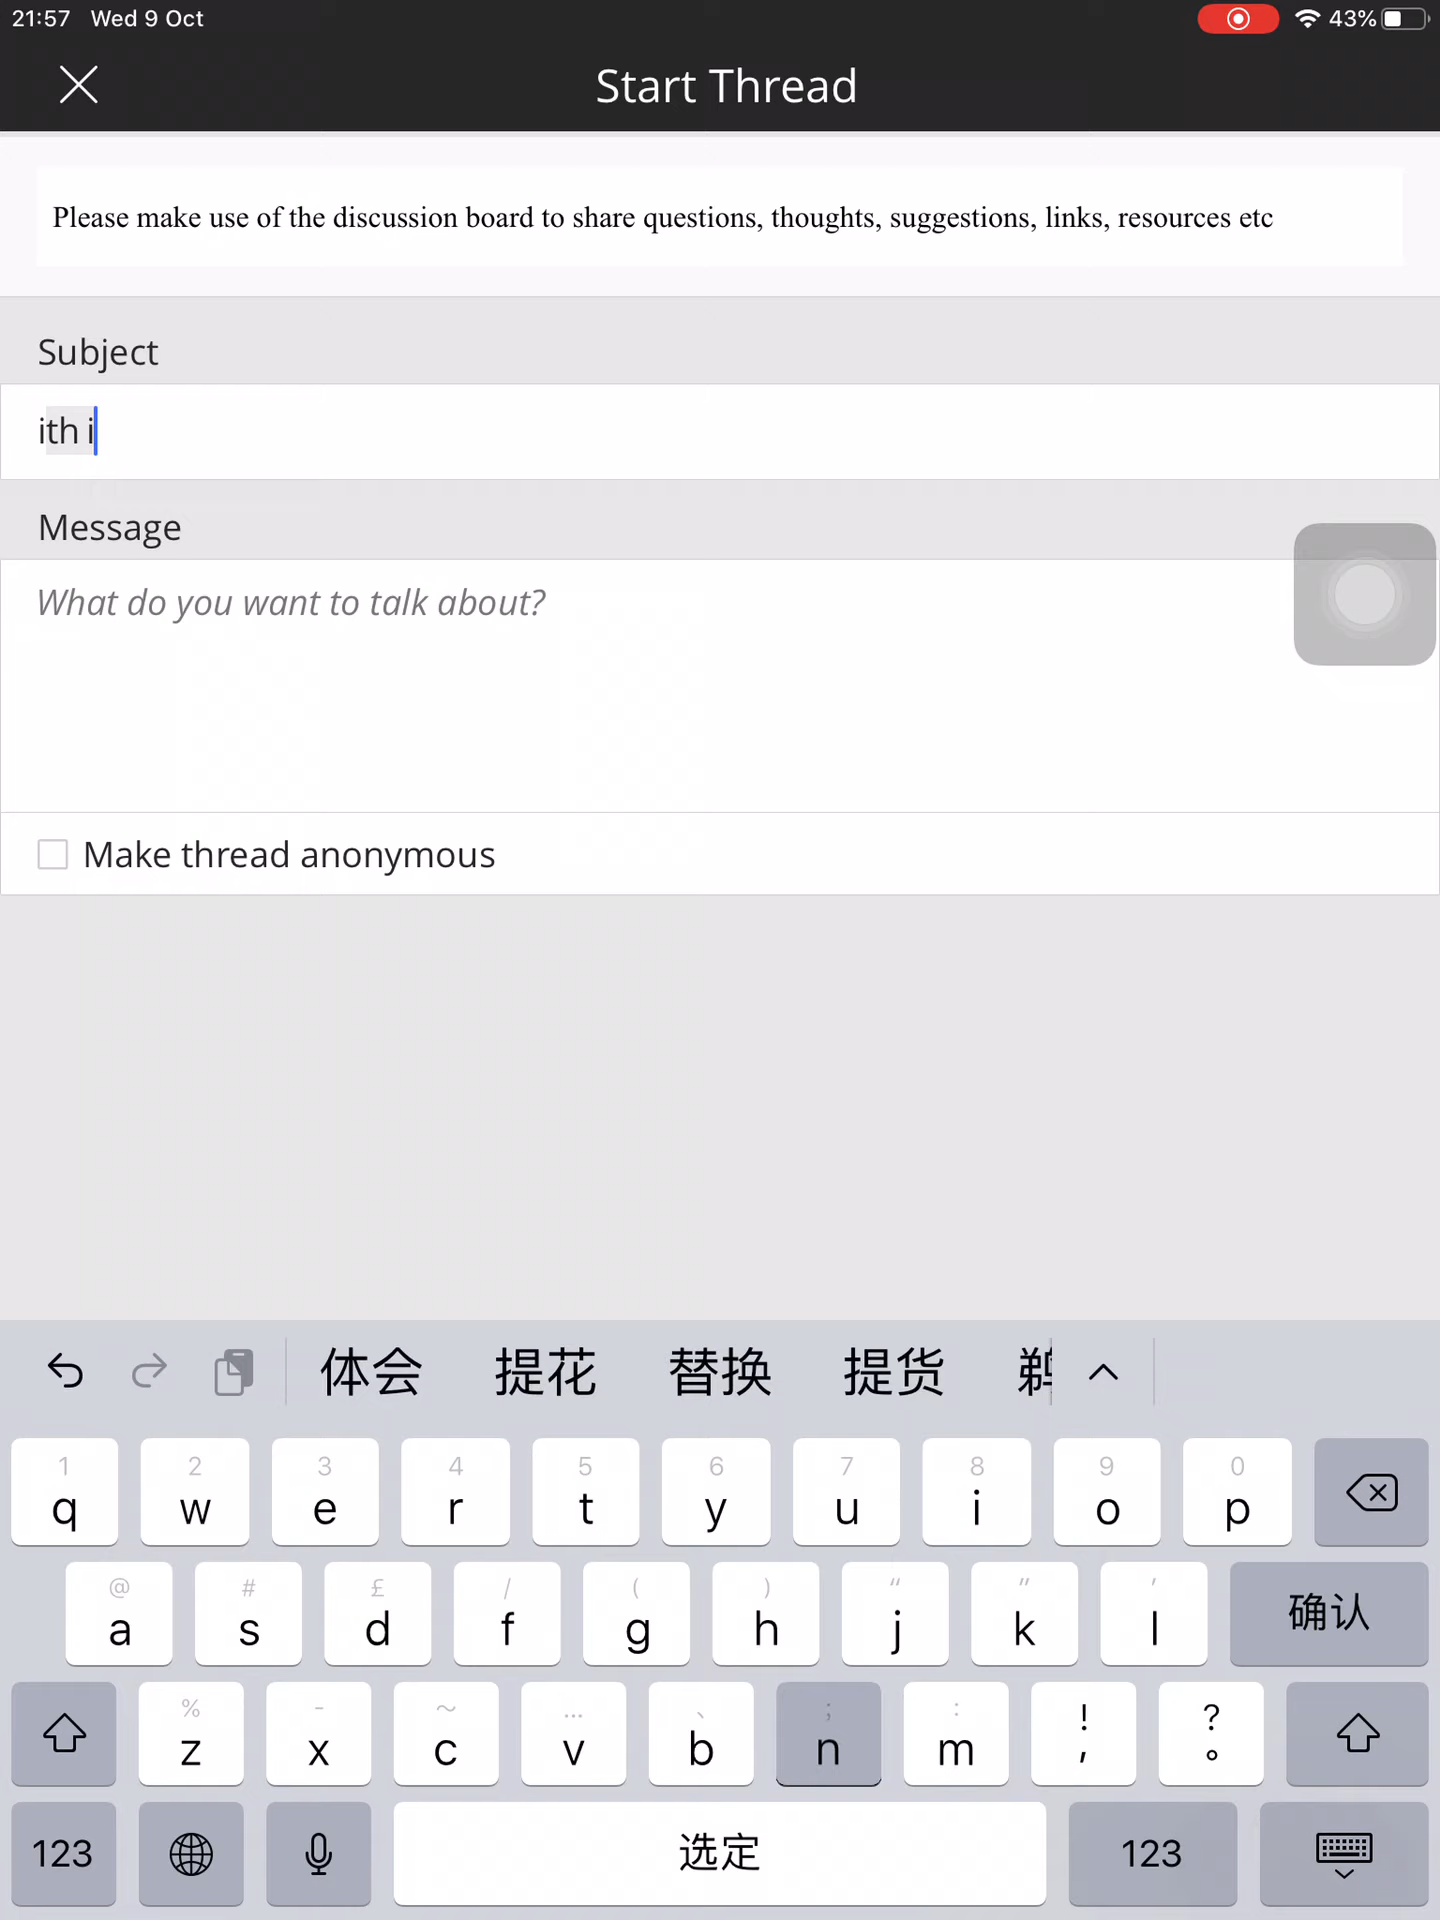 21:57 Wed 9 Oct 43%
Start Thread
Please make use of the discussion board to share questions, thoughts, suggestions, links, resources etc
Subject
ith i
Message
What do you want to talk about?
Make thread anonymous
体会 提花 替换 提货
1 2 3 4 5 6 7 8 9 0
q w e r t y u i o p
@ # £ / ( ) “ ” ’
a s d f g h j k l 确认
% - ~ … 、 ; : ! ?
z x c v b n m , 。
123 选定 123